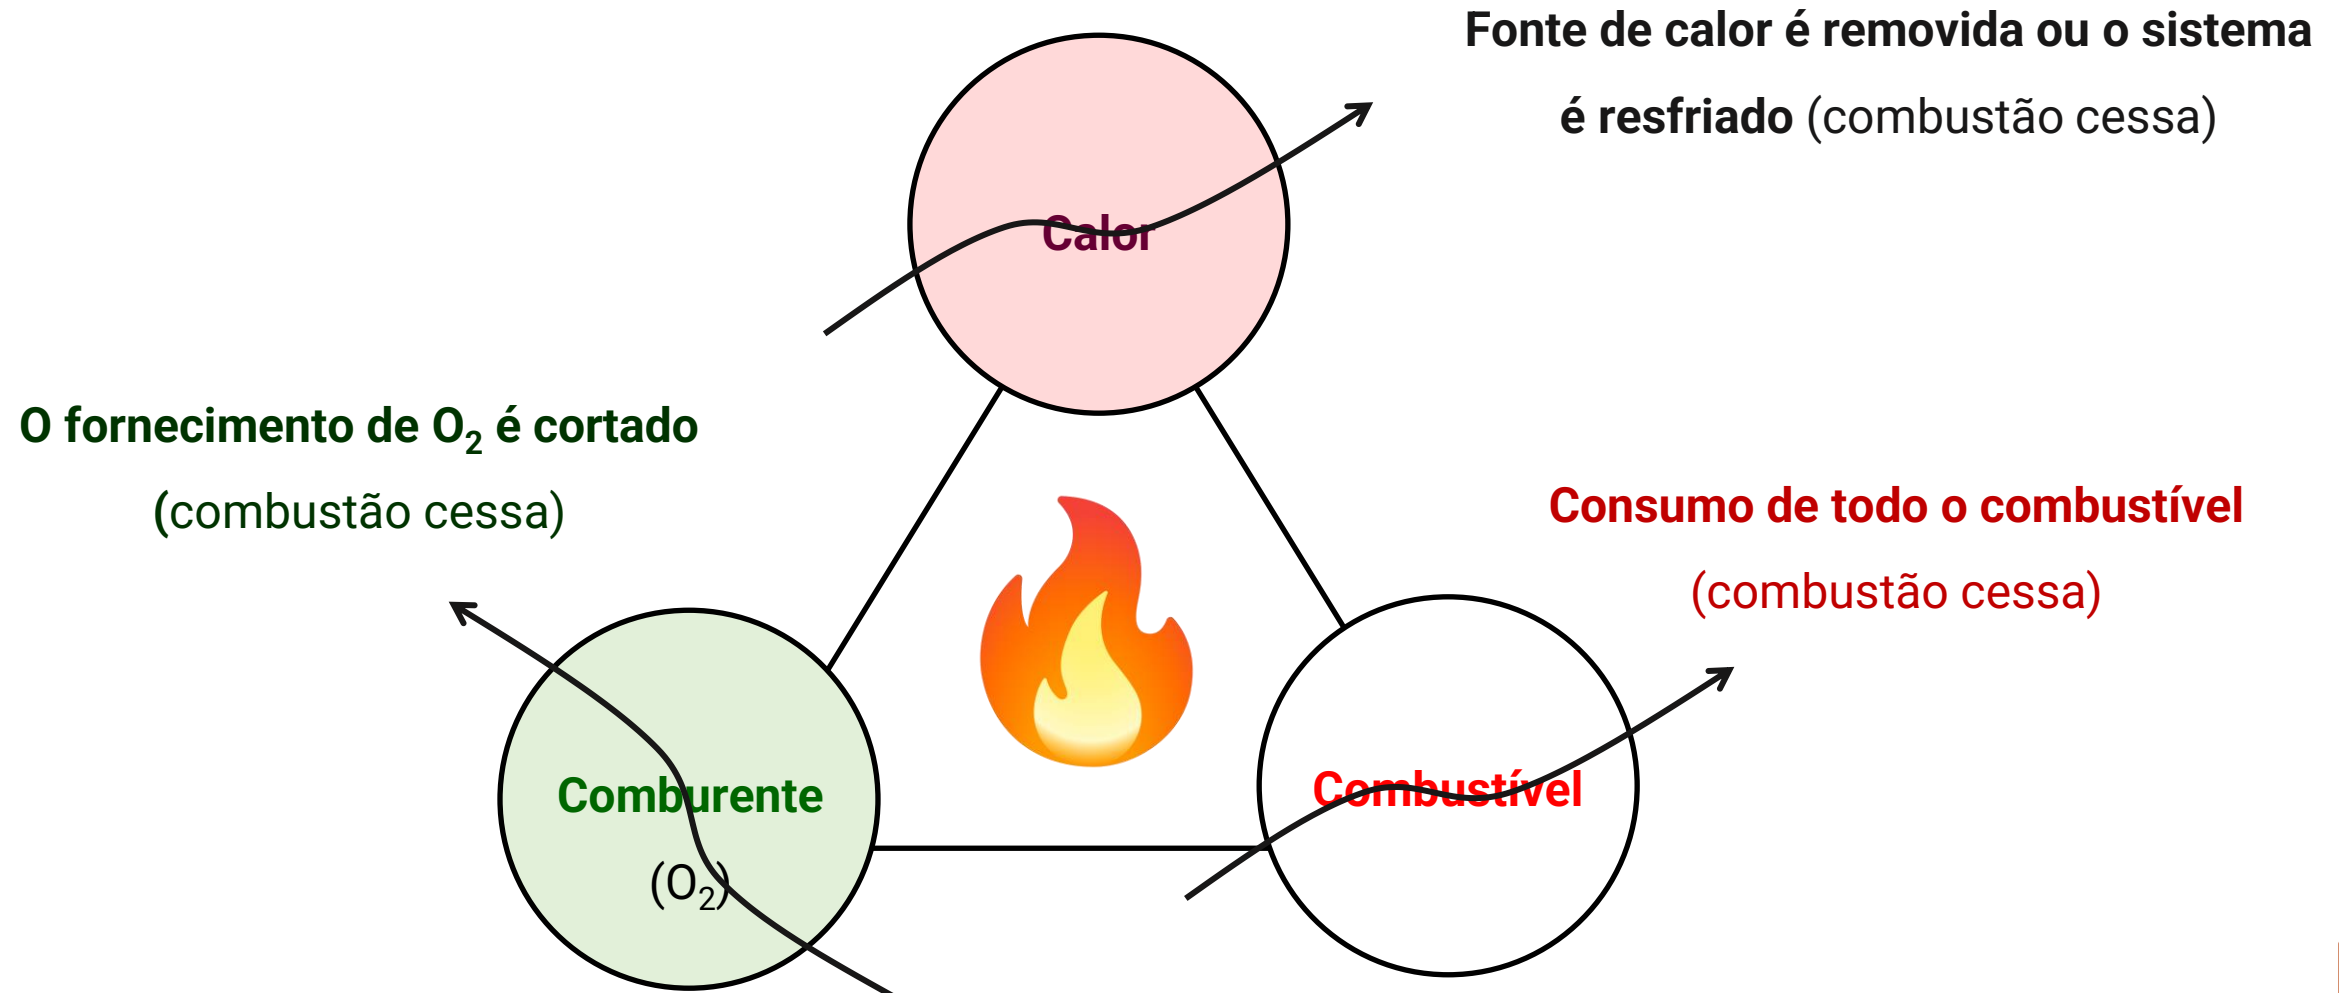 Fonte de calor é removida ou o sistema
é resfriado (combustão cessa)
Calor
O fornecimento de O₂ é cortado
(combustão cessa)
Consumo de todo o combustível
(combustão cessa)
Comburente
(O₂)
Combustível